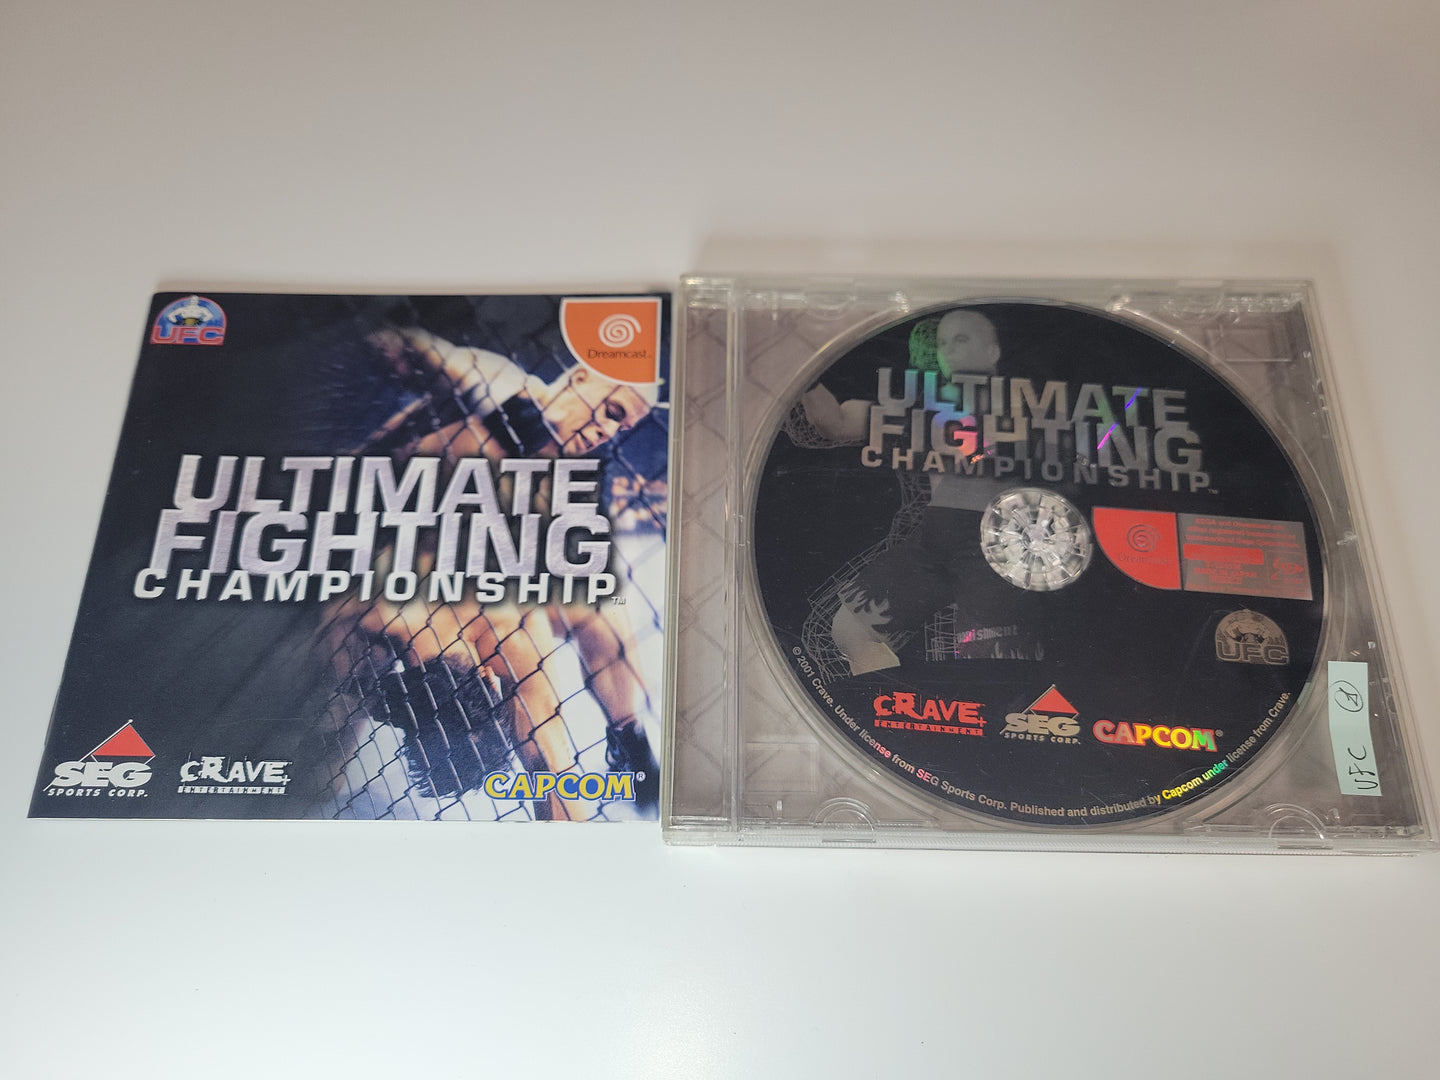 UFC
Dreamcast
ULTIMATE
FIGHTING
CHAMPIONSHIP™
SEG
SPORTS CORP.
CRAVE
ENTERTAINMENT
CAPCOM®
ULTIMATE
FIGHTING
CHAMPIONSHIP™
Dreamcast
UFC
CRAVE
ENTERTAINMENT
SEG
SPORTS CORP.
CAPCOM®
© 2001 Crave. Under license from SEG Sports Corp. Published and distributed by Capcom under license from Crave.
UFC